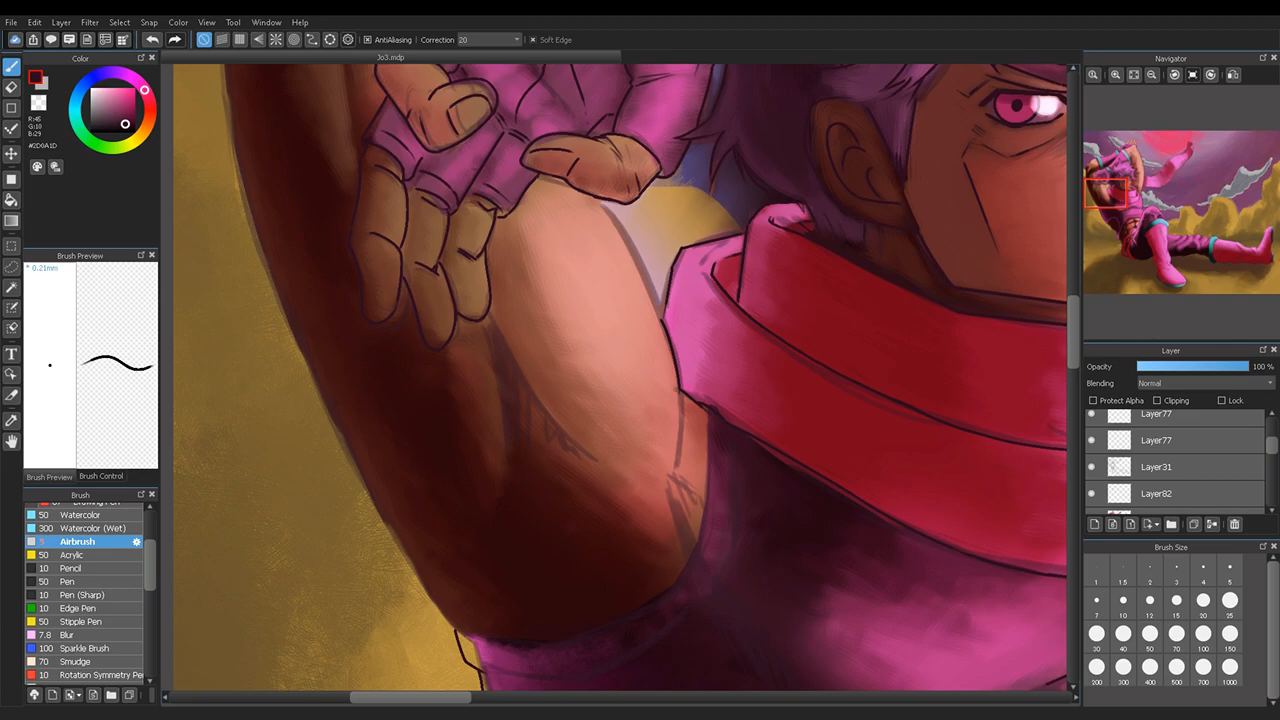 File Edit Layer Filter Select Snap Color View Tool Window Help
AntiAliasing Correction 20 Soft Edge
Color
Jo3.mdp
Navigator
R:45
G:10
B:29
#2D0A1D
Brush Preview
* 0.21mm
Brush Preview Brush Control
Brush
50 Watercolor
300 Watercolor (Wet)
Airbrush
50 Acrylic
10 Pencil
50 Pen
10 Pen (Sharp)
10 Edge Pen
50 Stipple Pen
7.8 Blur
100 Sparkle Brush
70 Smudge
10 Rotation Symmetry Pe
Layer
Opacity 100 %
Blending Normal
Protect Alpha Clipping Lock
Layer77
Layer77
Layer31
Layer82
Brush Size
1 1.5 2 3 4 5
7 10 12 15 20 25
30 40 50 70 100 150
200 300 400 500 700 1000